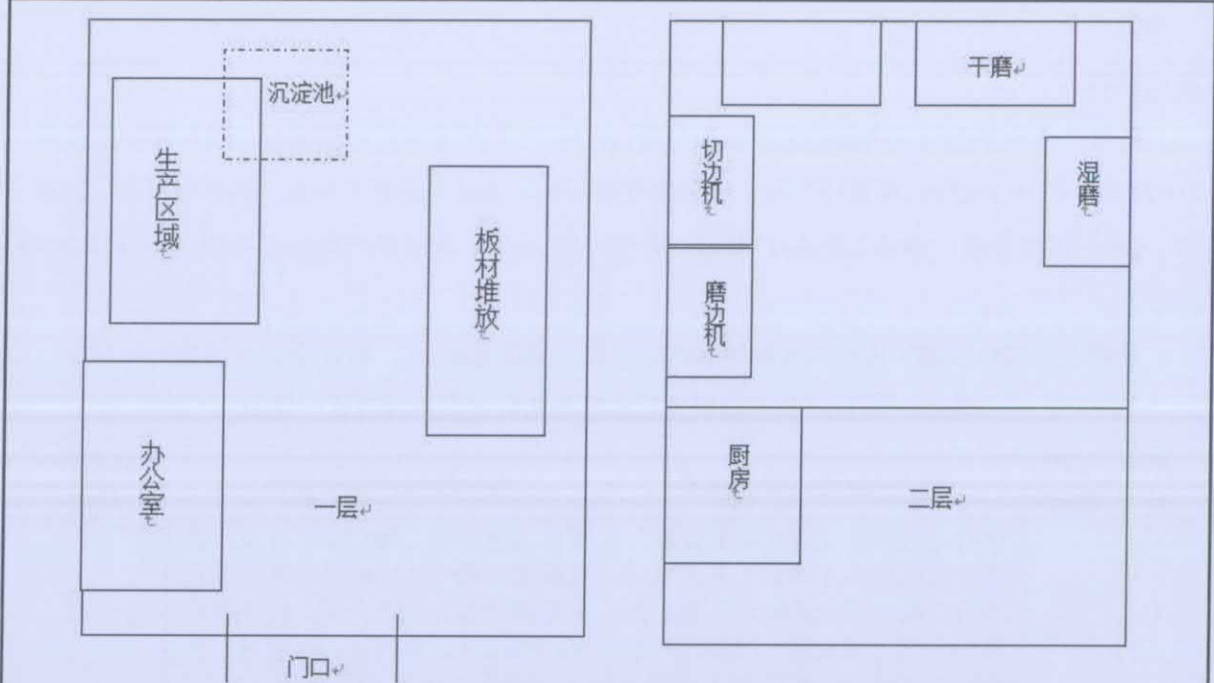 沉淀池
生产区域
板材堆放
办公室
一层
门口
干磨
切边机
湿磨
磨边机
厨房
二层